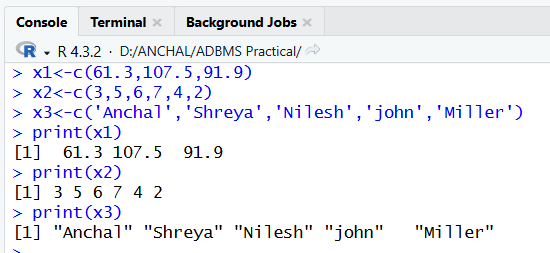 Console Terminal Background Jobs
R R 4.3.2 · D:/ANCHAL/ADBMS Practical/
> x1<-c(61.3,107.5,91.9)
> x2<-c(3,5,6,7,4,2)
> x3<-c('Anchal','Shreya','Nilesh','john','Miller')
> print(x1)
[1]  61.3 107.5  91.9
> print(x2)
[1] 3 5 6 7 4 2
> print(x3)
[1] "Anchal" "Shreya" "Nilesh" "john"   "Miller"
>